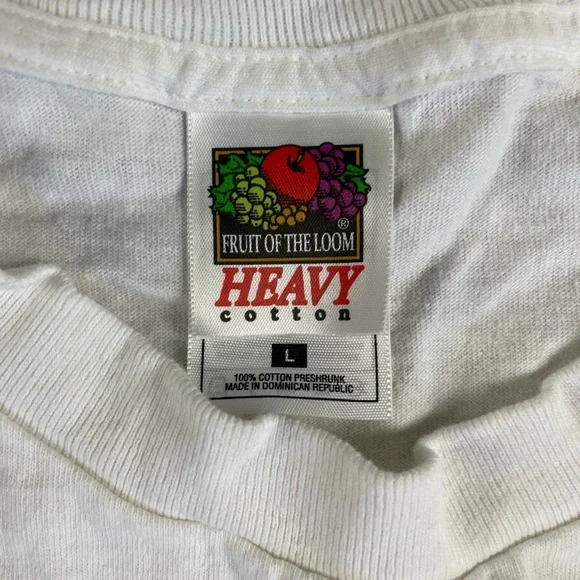 ®
FRUIT OF THE LOOM
HEAVY
cotton
L
100% COTTON PRESHRUNK
MADE IN DOMINICAN REPUBLIC